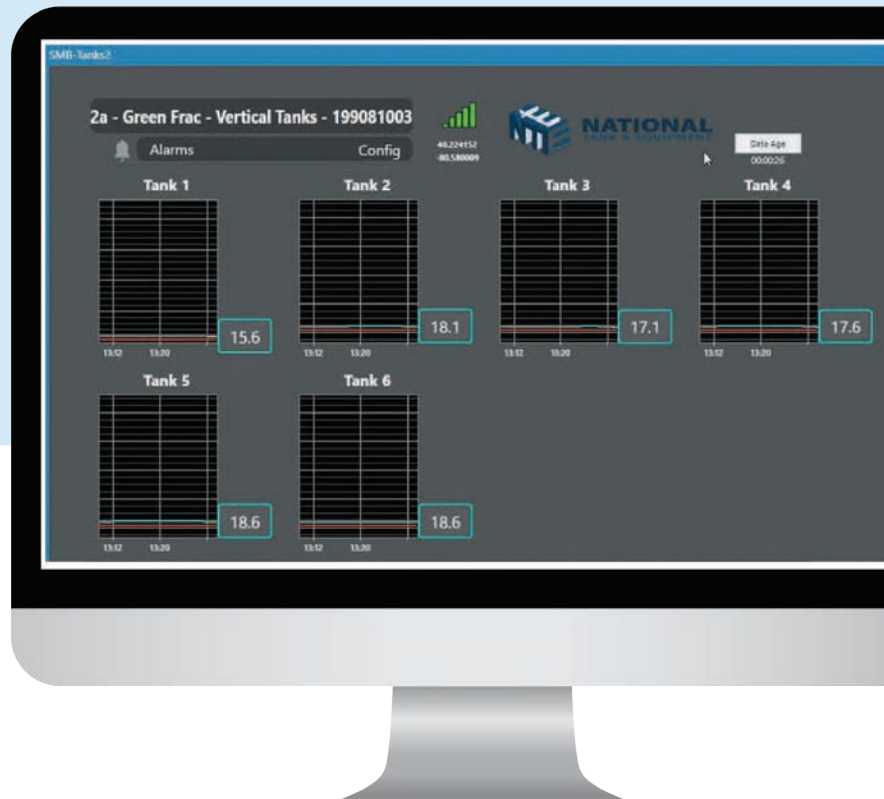 SMB-Tanks2
2a - Green Frac - Vertical Tanks - 199081003
Alarms Config
40.224152
-80.580009
NATIONAL
TANK & EQUIPMENT
Data Age
00:00:26
Tank 1
Tank 2
Tank 3
Tank 4
15.6
18.1
17.1
17.6
13:12 13:20
13:12 13:20
13:12 13:20
13:12 13:20
Tank 5
Tank 6
18.6
18.6
13:12 13:20
13:12 13:20